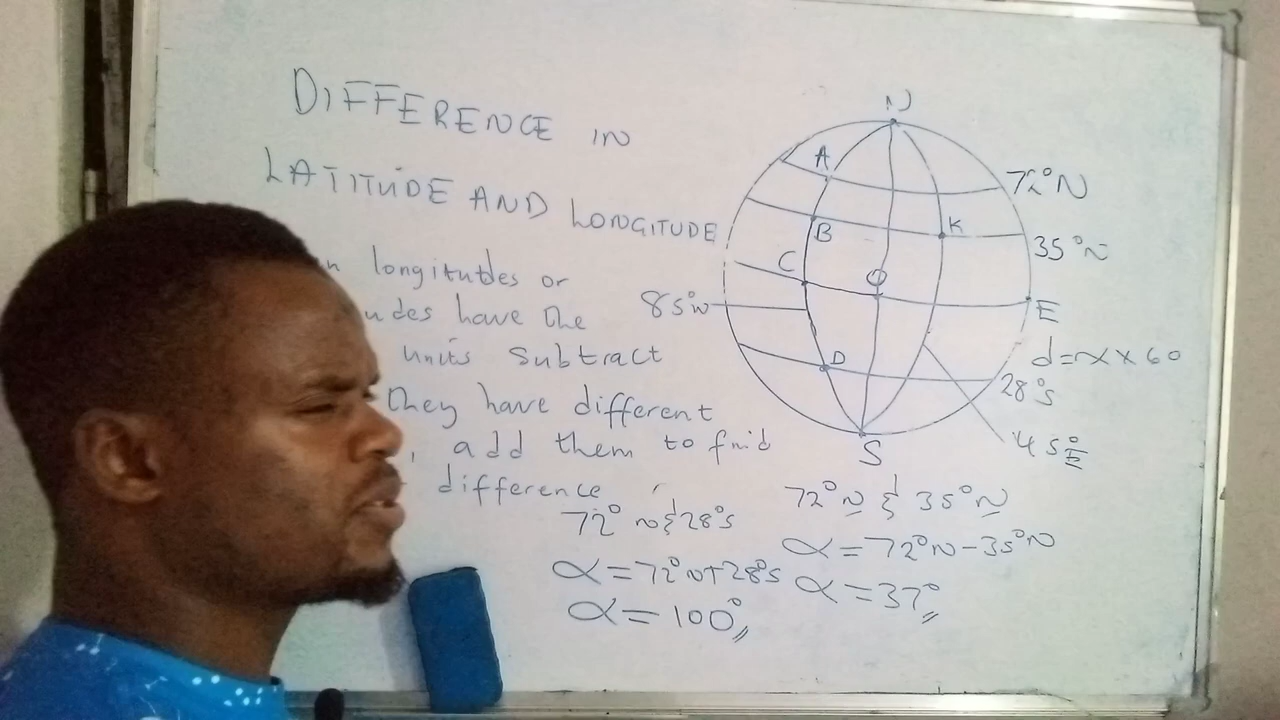 DIFFERENCE IN
LATITUDE AND LONGITUDE
n longitudes or
udes have the
units subtract
they have different
, add them to find
difference
72°N & 28°S
α=72°N+28°S
α=100°
72°N & 35°N
α=72°N-35°N
α=37°
N
A
72°N
B
K
35°N
C
O
85°W
E
d=α×60
D
28°S
45°E
S